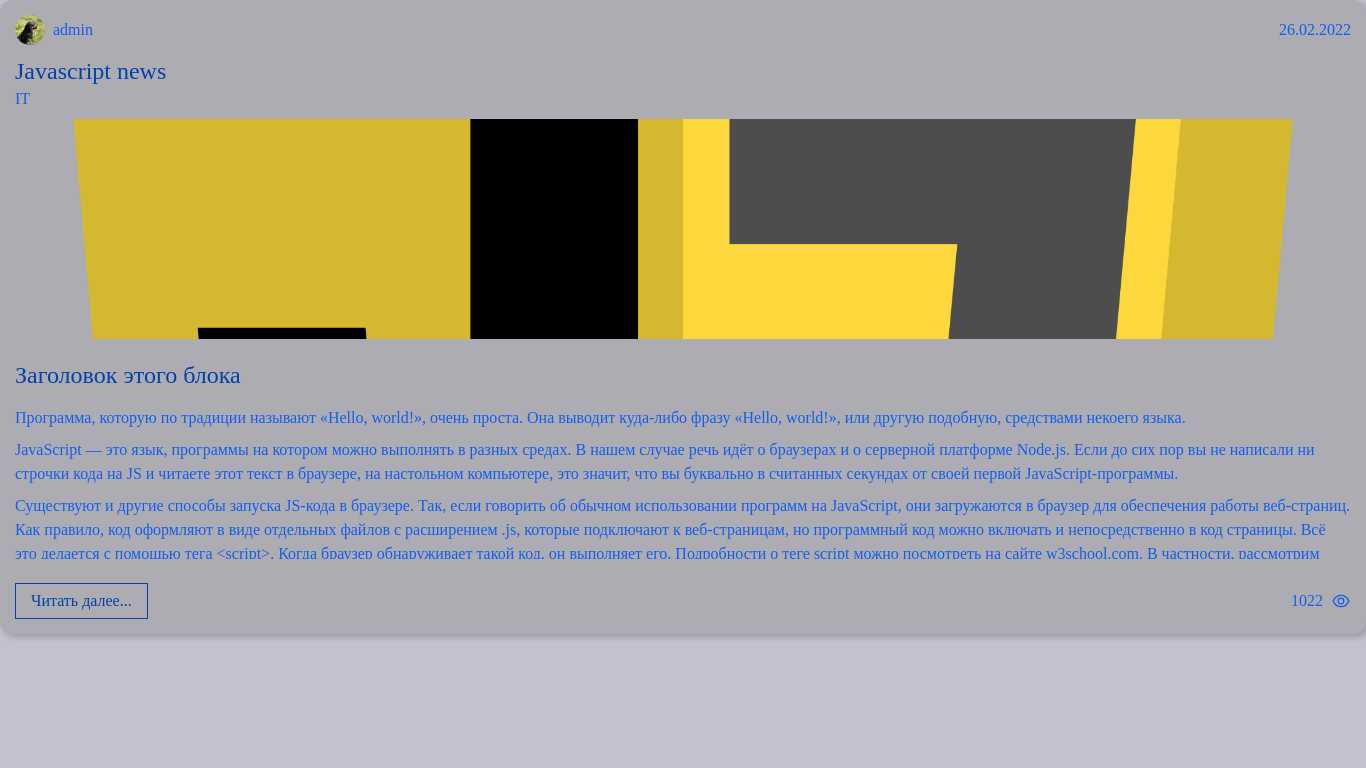 admin
26.02.2022
Javascript news
IT
Заголовок этого блока
Программа, которую по традиции называют «Hello, world!», очень проста. Она выводит куда-либо фразу «Hello, world!», или другую подобную, средствами некоего языка.
JavaScript — это язык, программы на котором можно выполнять в разных средах. В нашем случае речь идёт о браузерах и о серверной платформе Node.js. Если до сих пор вы не написали ни
строчки кода на JS и читаете этот текст в браузере, на настольном компьютере, это значит, что вы буквально в считанных секундах от своей первой JavaScript-программы.
Существуют и другие способы запуска JS-кода в браузере. Так, если говорить об обычном использовании программ на JavaScript, они загружаются в браузер для обеспечения работы веб-страниц.
Как правило, код оформляют в виде отдельных файлов с расширением .js, которые подключают к веб-страницам, но программный код можно включать и непосредственно в код страницы. Всё
это делается с помощью тега <script>. Когда браузер обнаруживает такой код, он выполняет его. Подробности о теге script можно посмотреть на сайте w3school.com. В частности, рассмотрим
Читать далее...
1022